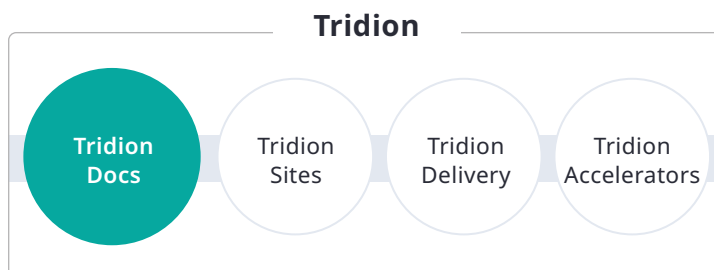 Tridion
Tridion
Docs
Tridion
Sites
Tridion
Delivery
Tridion
Accelerators